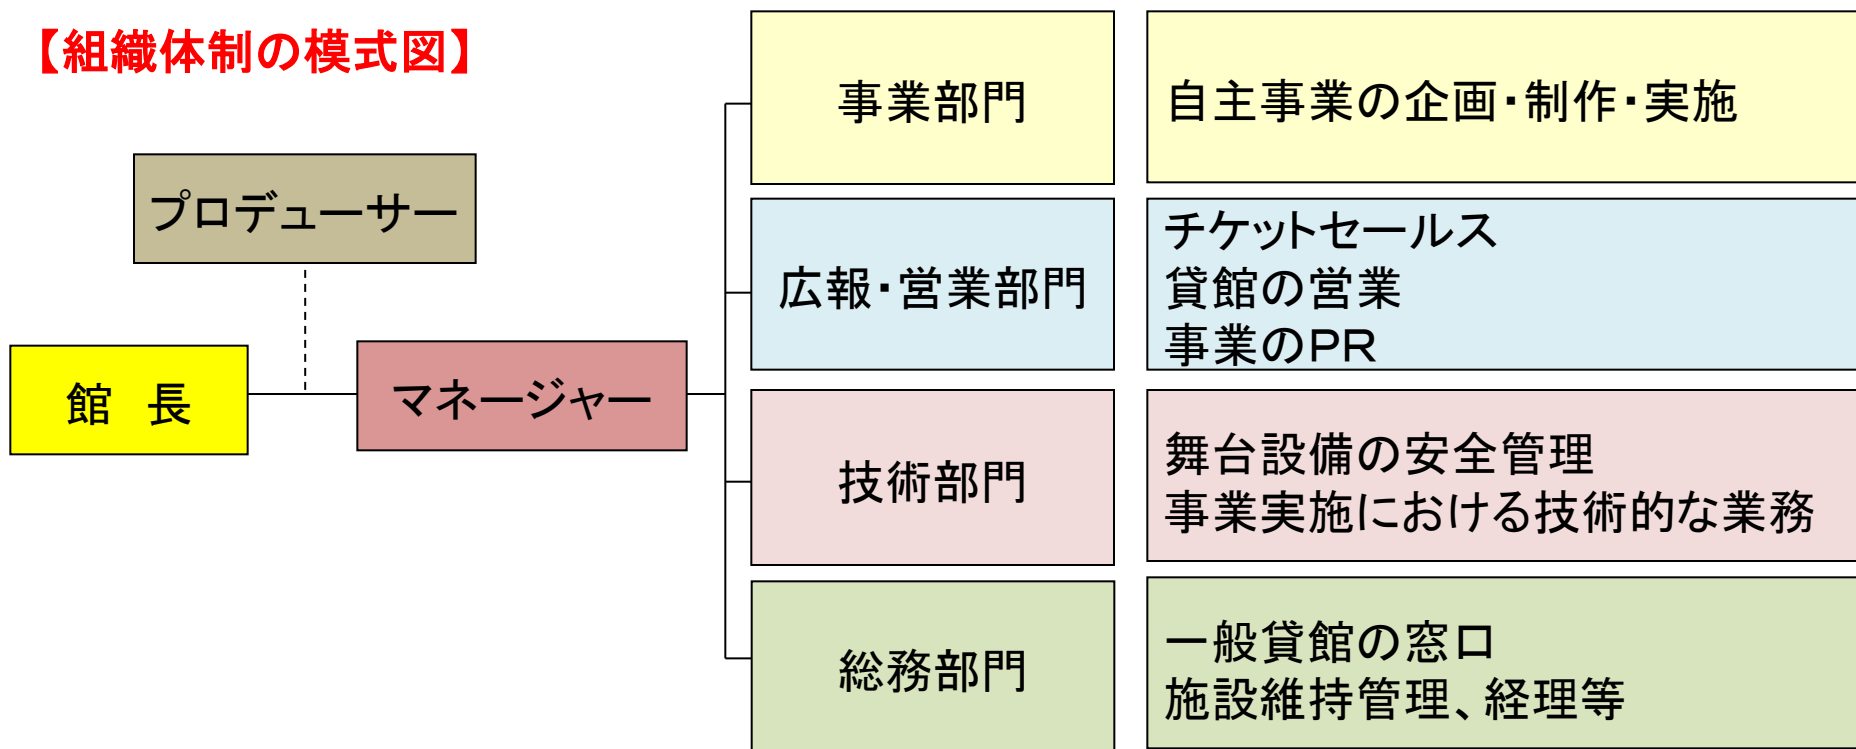 【組織体制の模式図】
プロデューサー
館　長
マネージャー
事業部門
自主事業の企画・制作・実施
広報・営業部門
チケットセールス
貸館の営業
事業のPR
技術部門
舞台設備の安全管理
事業実施における技術的な業務
総務部門
一般貸館の窓口
施設維持管理、経理等